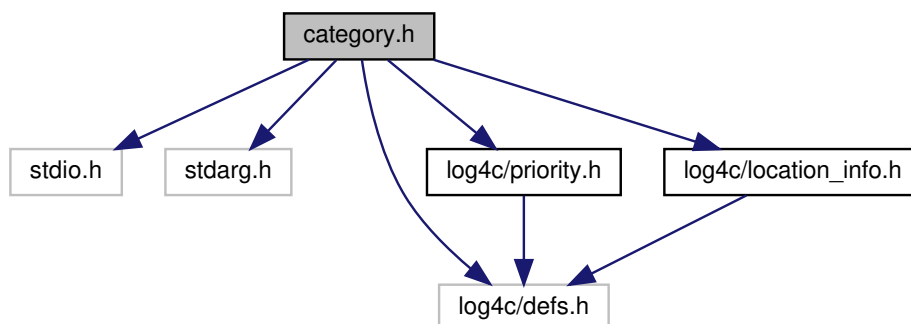 category.h
stdio.h
stdarg.h
log4c/priority.h
log4c/location_info.h
log4c/defs.h